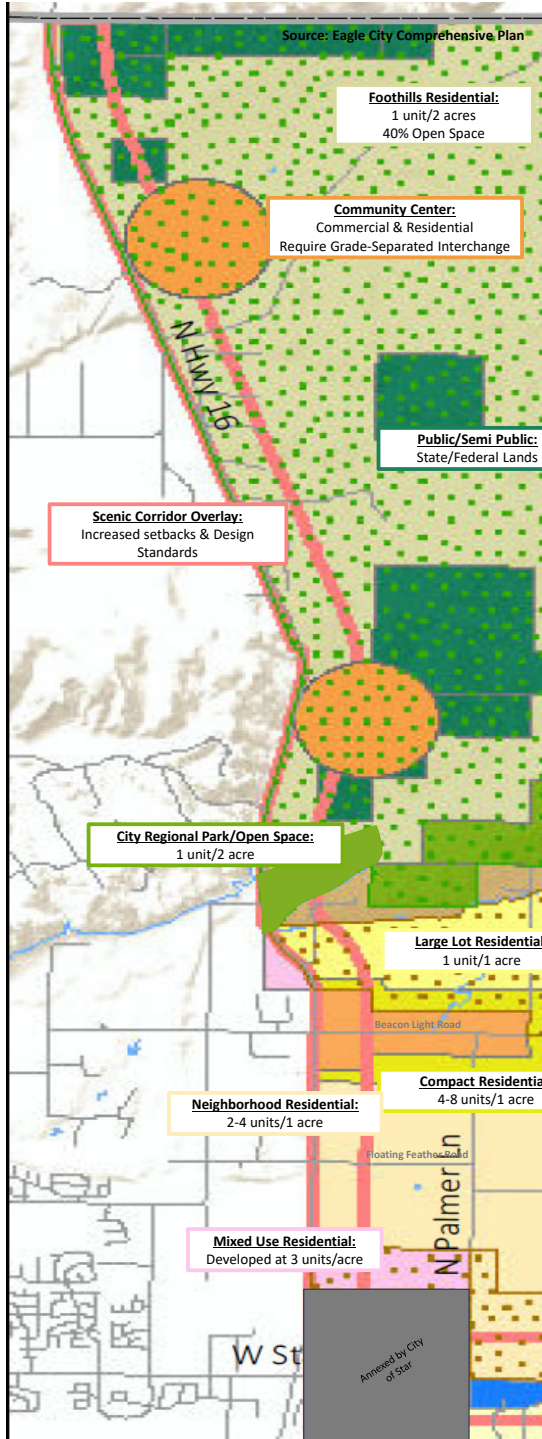 Source: Eagle City Comprehensive Plan
Foothills Residential:
1 unit/2 acres
40% Open Space
Community Center:
Commercial & Residential
Require Grade-Separated Interchange
N Hwy 16
Public/Semi Public:
State/Federal Lands
Scenic Corridor Overlay:
Increased setbacks & Design
Standards
City Regional Park/Open Space:
1 unit/2 acre
Large Lot Residential
1 unit/1 acre
Beacon Light Road
Compact Residentia
4-8 units/1 acre
Neighborhood Residential:
2-4 units/1 acre
Floating Feather Road
N Palmer Ln
Mixed Use Residential:
Developed at 3 units/acre
W St
Annexed by City
of Star